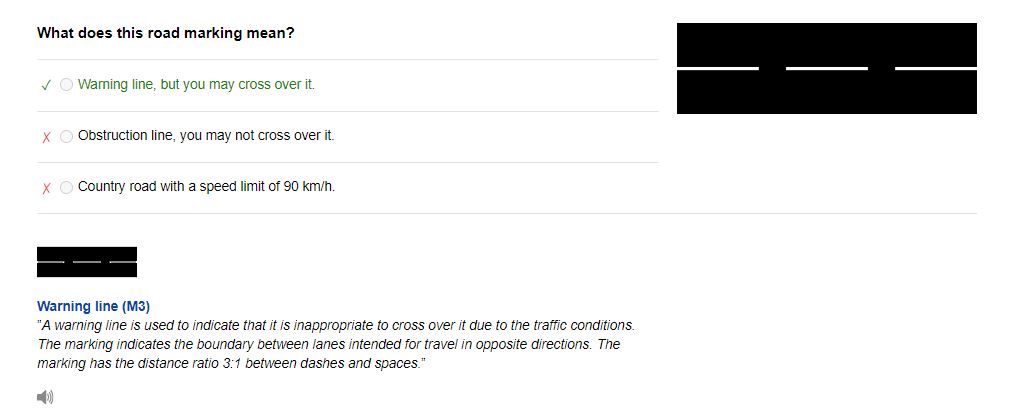 What does this road marking mean?
✓ Warning line, but you may cross over it.
✗ Obstruction line, you may not cross over it.
✗ Country road with a speed limit of 90 km/h.
Warning line (M3)
"A warning line is used to indicate that it is inappropriate to cross over it due to the traffic conditions.
The marking indicates the boundary between lanes intended for travel in opposite directions. The
marking has the distance ratio 3:1 between dashes and spaces."